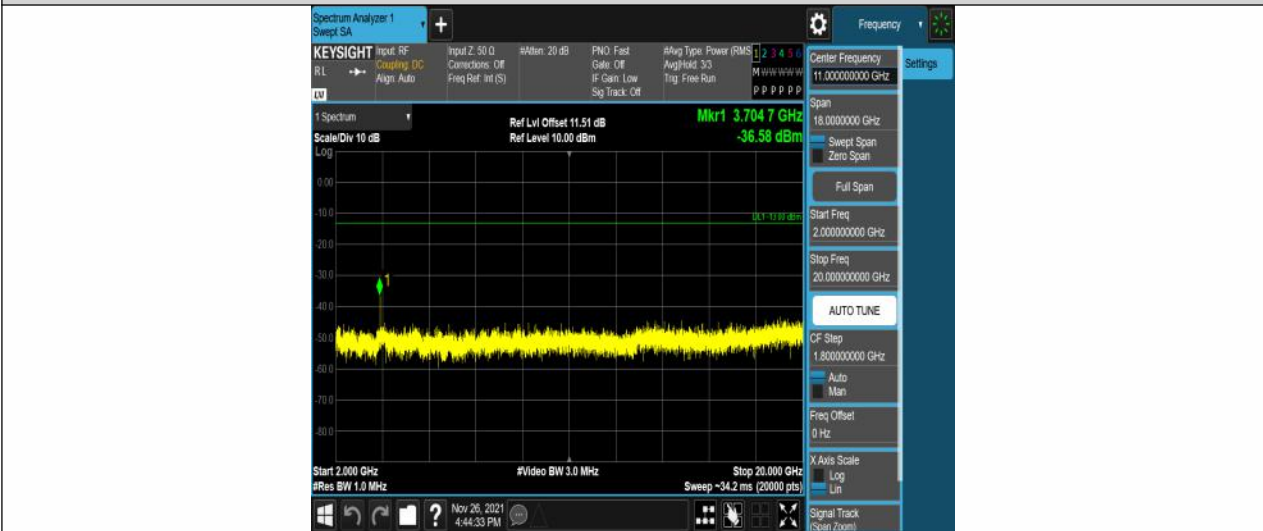 Spectrum Analyzer 1
Swept SA
+
Frequency
KEYSIGHT
Input: RF
Coupling: DC
Align: Auto
RL
LV
Input Z: 50 Ω
Corrections: Off
Freq Ref: Int (S)
#Atten: 20 dB
PNO: Fast
Gate: Off
IF Gain: Low
Sig Track: Off
#Avg Type: Power (RMS
Avg|Hold: 3/3
Trig: Free Run
1 2 3 4 5 6
M W W W W W
P P P P P P
Center Frequency
11.000000000 GHz
Settings
Span
18.0000000 GHz
Swept Span
Zero Span
Full Span
Start Freq
2.000000000 GHz
Stop Freq
20.000000000 GHz
AUTO TUNE
CF Step
1.800000000 GHz
Auto
Man
Freq Offset
0 Hz
X Axis Scale
Log
Lin
Signal Track
(Span Zoom)
1 Spectrum
Scale/Div 10 dB
Log
Ref Lvl Offset 11.51 dB
Ref Level 10.00 dBm
Mkr1 3.704 7 GHz
-36.58 dBm
0.00
-10.0
DL1 -13.00 dBm
-20.0
-30.0
1
-40.0
-50.0
-60.0
-70.0
-80.0
Start 2.000 GHz
#Res BW 1.0 MHz
#Video BW 3.0 MHz
Stop 20.000 GHz
Sweep ~34.2 ms (20000 pts)
?
Nov 26, 2021
4:44:33 PM